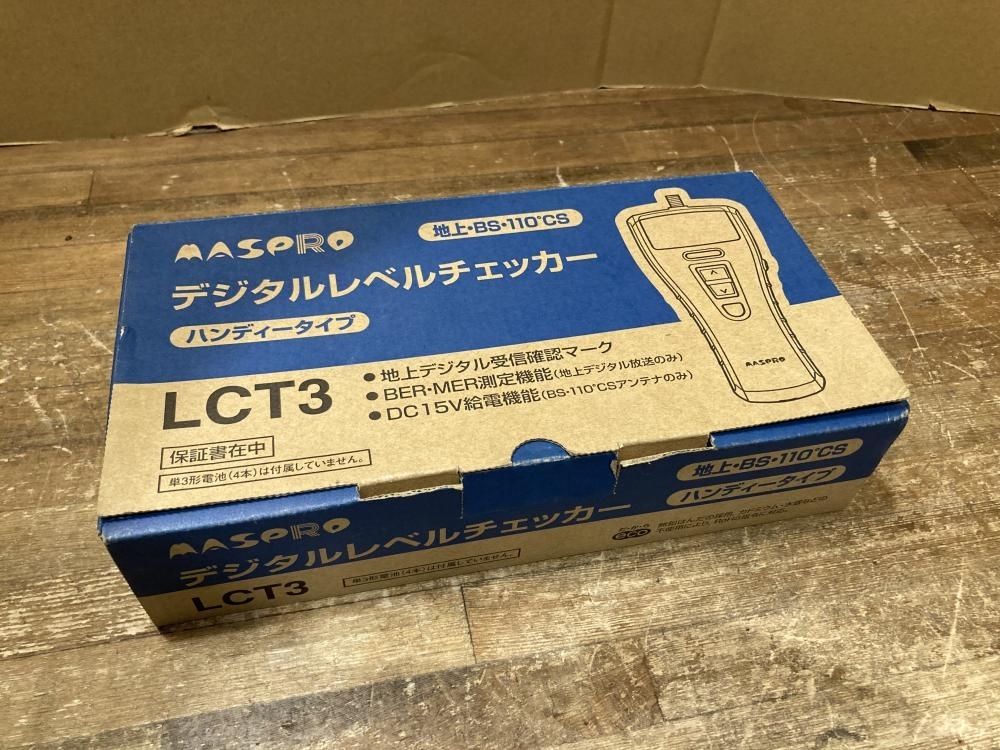 MASPRO
地上・BS・110°CS
デジタルレベルチェッカー
ハンディータイプ
LCT3
● 地上デジタル受信確認マーク
● BER・MER測定機能(地上デジタル放送のみ)
● DC15V給電機能(BS・110°CSアンテナのみ)
保証書在中
単3形電池(4本)は付属していません。
MASPRO
MASPRO
デジタルレベルチェッカー
LCT3
単3形電池(4本)は付属していません。
地上・BS・110°CS
ハンディータイプ
eco